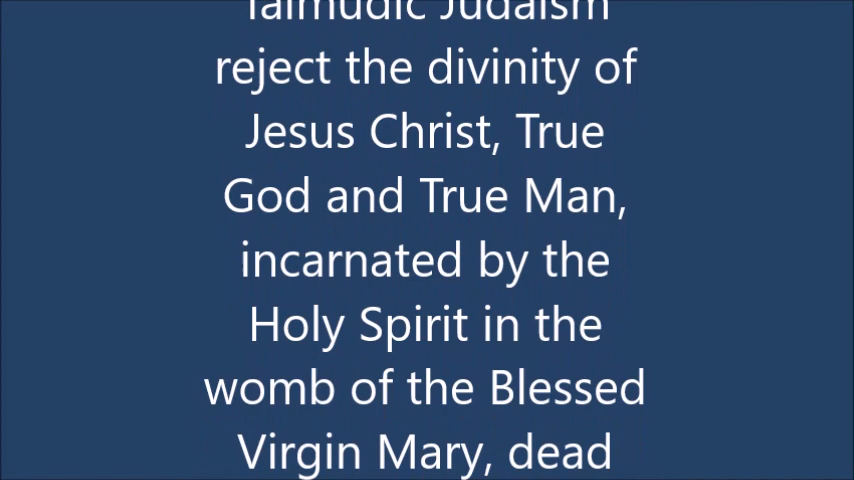 Talmudic Judaism
reject the divinity of
Jesus Christ, True
God and True Man,
incarnated by the
Holy Spirit in the
womb of the Blessed
Virgin Mary, dead